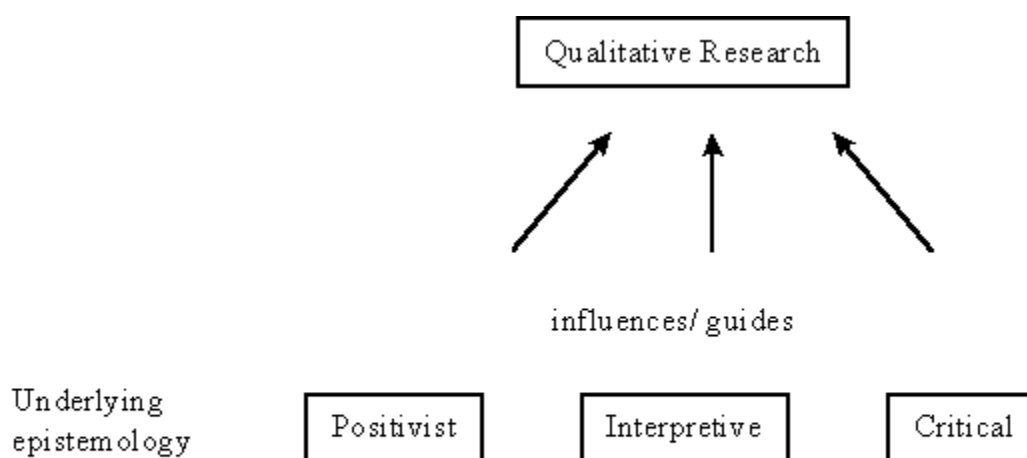 Qualitative Research
influences/ guides
Underlying
epistemology
Positivist
Interpretive
Critical